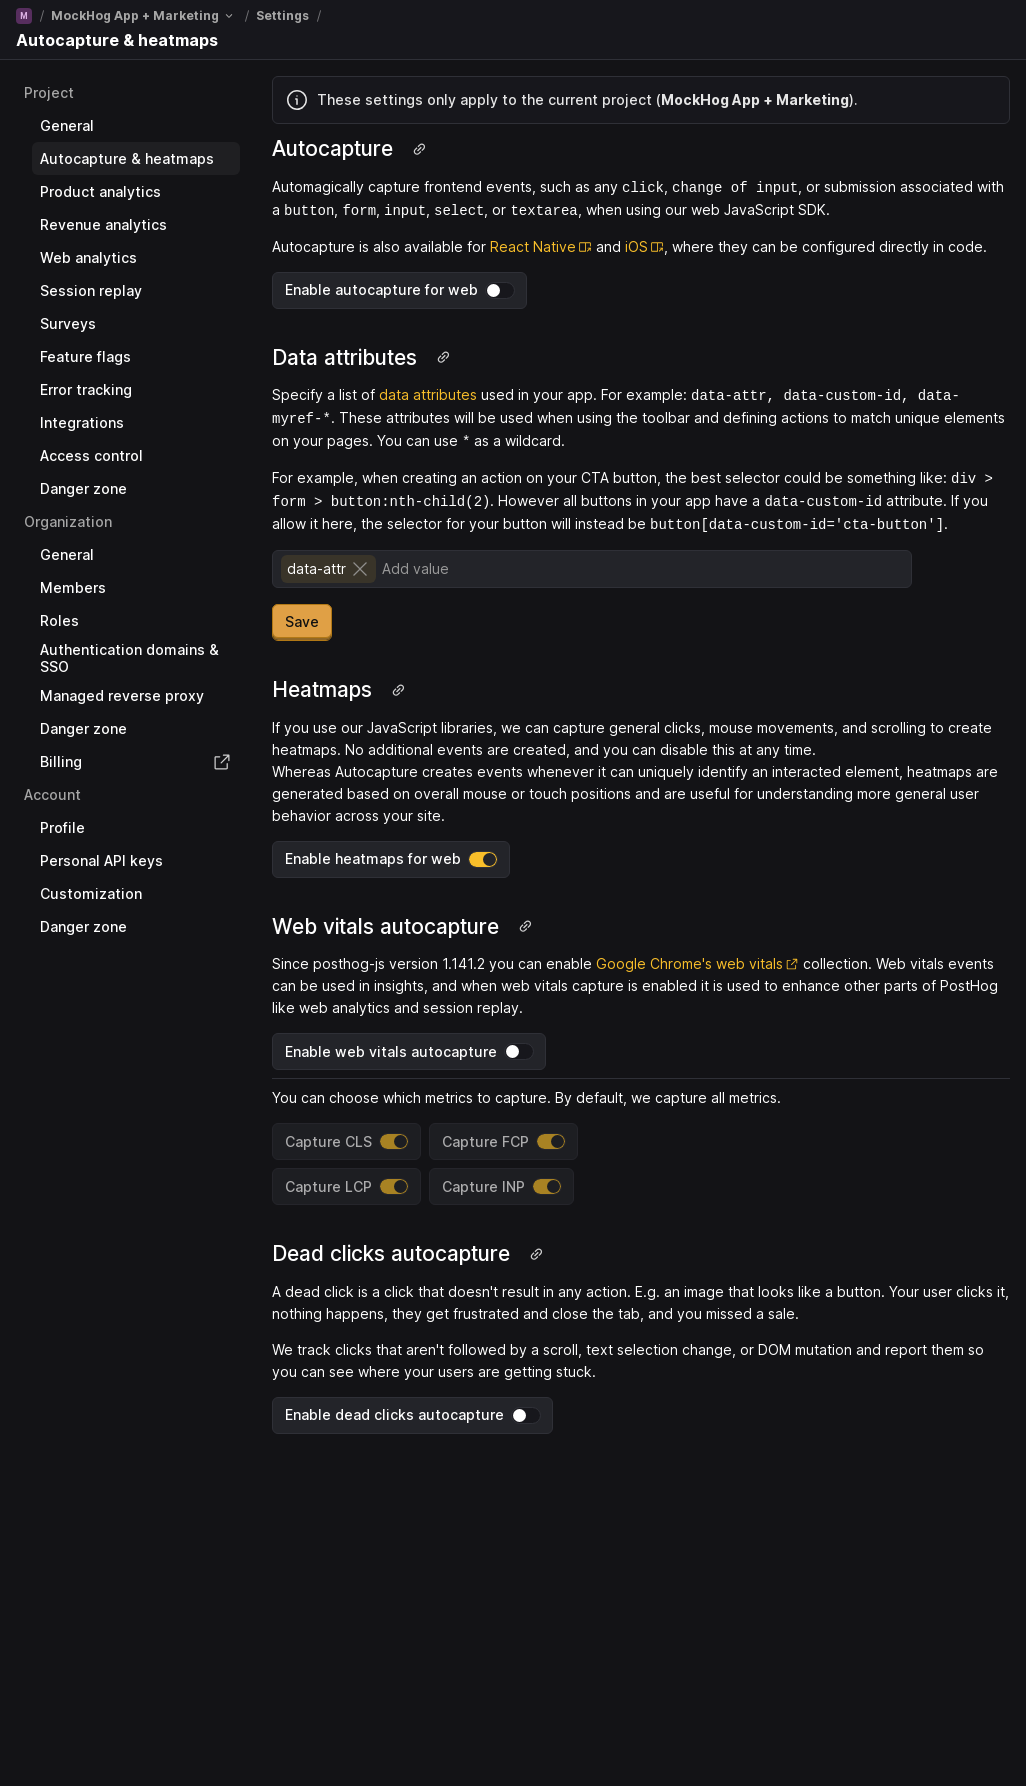 M / MockHog App + Marketing / Settings /
Autocapture & heatmaps
Project
General
Autocapture & heatmaps
Product analytics
Revenue analytics
Web analytics
Session replay
Surveys
Feature flags
Error tracking
Integrations
Access control
Danger zone
Organization
General
Members
Roles
Authentication domains &
SSO
Managed reverse proxy
Danger zone
Billing
Account
Profile
Personal API keys
Customization
Danger zone
These settings only apply to the current project (MockHog App + Marketing).
Autocapture
Automagically capture frontend events, such as any click, change of input, or submission associated with
a button, form, input, select, or textarea, when using our web JavaScript SDK.
Autocapture is also available for React Native and iOS, where they can be configured directly in code.
Enable autocapture for web
Data attributes
Specify a list of data attributes used in your app. For example: data-attr, data-custom-id, data-
myref-*. These attributes will be used when using the toolbar and defining actions to match unique elements
on your pages. You can use * as a wildcard.
For example, when creating an action on your CTA button, the best selector could be something like: div >
form > button:nth-child(2). However all buttons in your app have a data-custom-id attribute. If you
allow it here, the selector for your button will instead be button[data-custom-id='cta-button'].
data-attr Add value
Save
Heatmaps
If you use our JavaScript libraries, we can capture general clicks, mouse movements, and scrolling to create
heatmaps. No additional events are created, and you can disable this at any time.
Whereas Autocapture creates events whenever it can uniquely identify an interacted element, heatmaps are
generated based on overall mouse or touch positions and are useful for understanding more general user
behavior across your site.
Enable heatmaps for web
Web vitals autocapture
Since posthog-js version 1.141.2 you can enable Google Chrome's web vitals collection. Web vitals events
can be used in insights, and when web vitals capture is enabled it is used to enhance other parts of PostHog
like web analytics and session replay.
Enable web vitals autocapture
You can choose which metrics to capture. By default, we capture all metrics.
Capture CLS Capture FCP
Capture LCP Capture INP
Dead clicks autocapture
A dead click is a click that doesn't result in any action. E.g. an image that looks like a button. Your user clicks it,
nothing happens, they get frustrated and close the tab, and you missed a sale.
We track clicks that aren't followed by a scroll, text selection change, or DOM mutation and report them so
you can see where your users are getting stuck.
Enable dead clicks autocapture